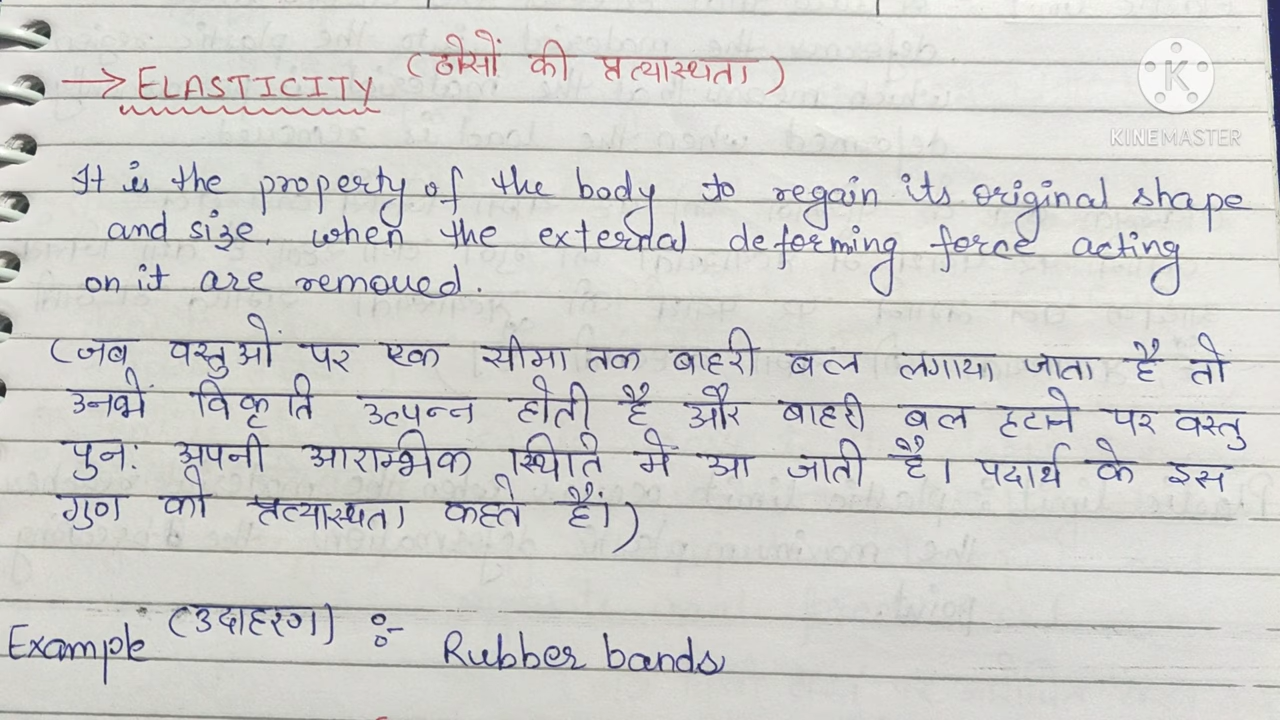 → ELASTICITY (ठोसों की प्रत्यास्थता)
KINEMASTER
It is the property of the body to regain its original shape
and size. when the external deforming force acting
on it are removed.
(जब वस्तुओं पर एक सीमा तक बाहरी बल लगाया जाता है तो
उनमें विकृति उत्पन्न होती है और बाहरी बल हटाने पर वस्तु
पुनः अपनी आराम्भीक स्थिति में आ जाती है। पदार्थ के इस
गुण को प्रत्यास्थता कहते हैं।)
Example (उदाहरण) :- Rubber bands